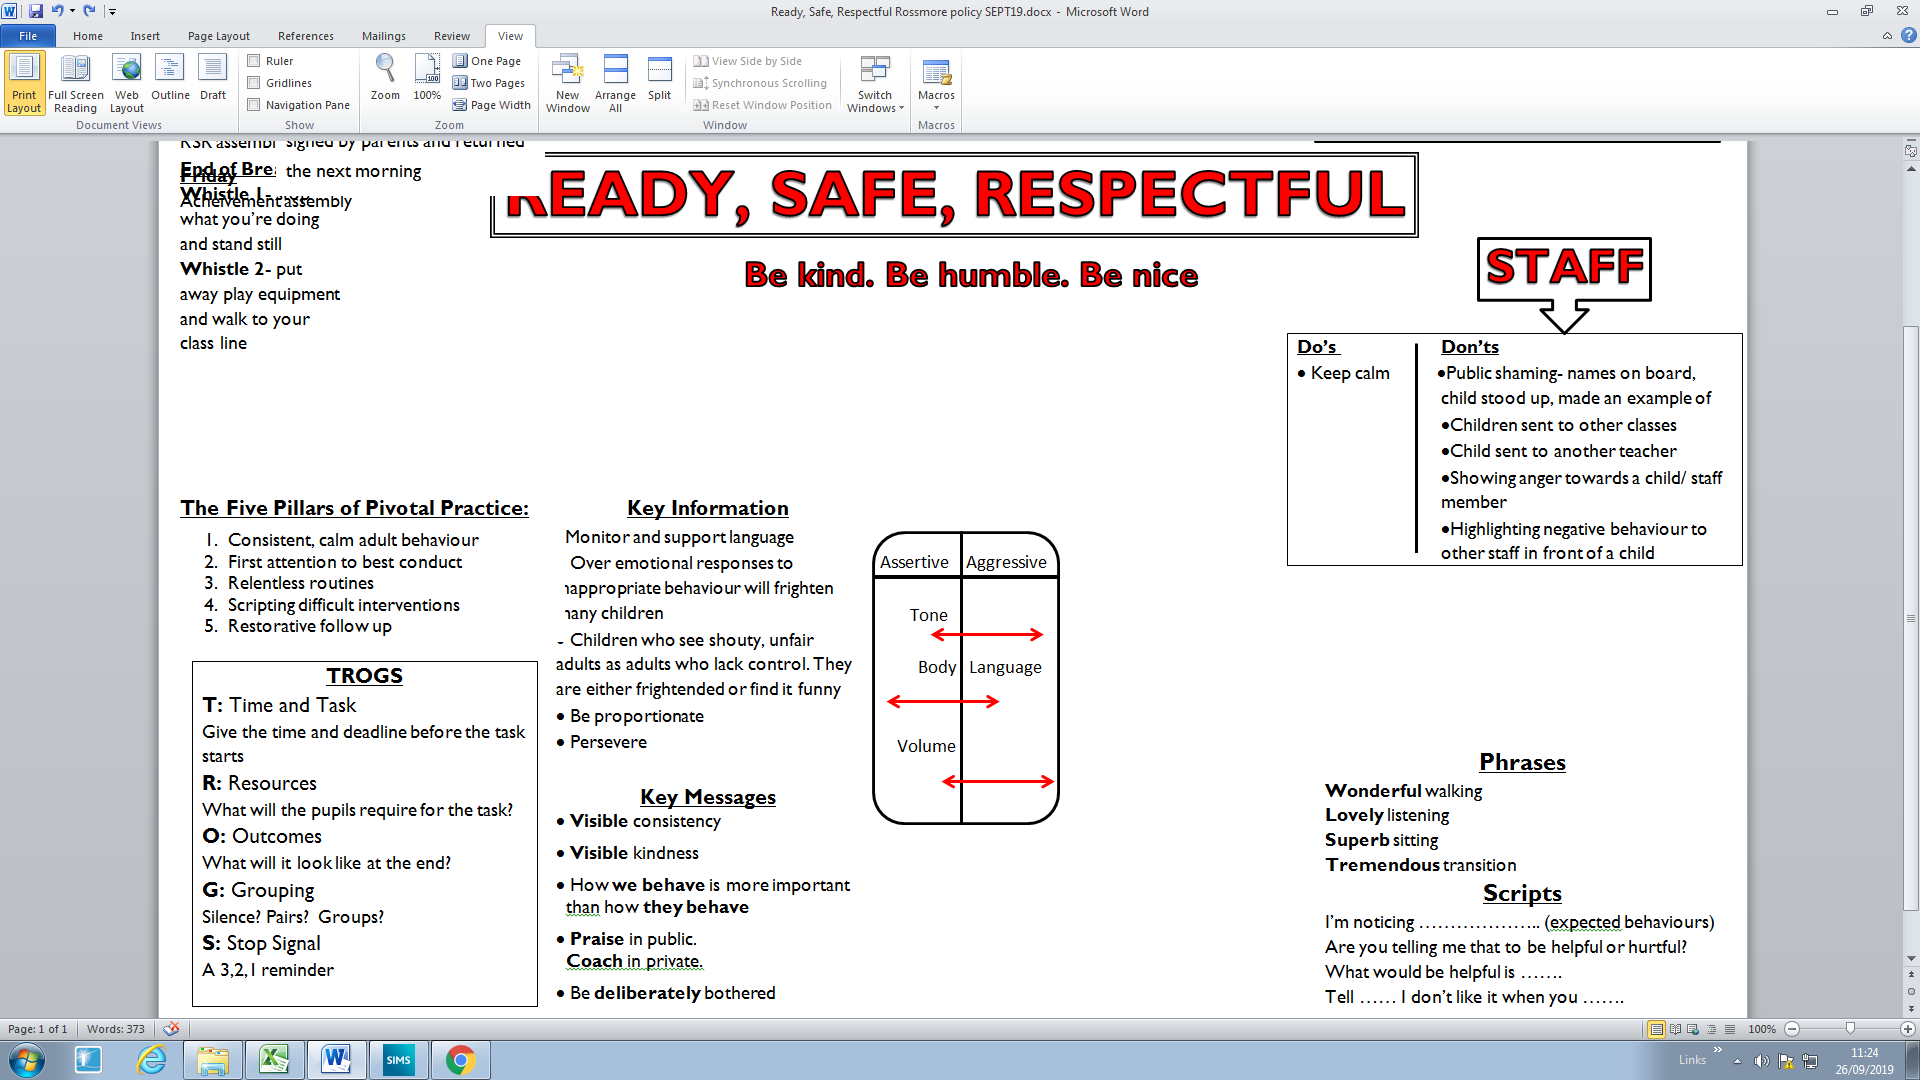 Ready, Safe, Respectful Rossmore policy SEPT19.docx - Microsoft Word
File Home Insert Page Layout References Mailings Review View
Print Layout
Full Screen Reading
Web Layout
Outline
Draft
Document Views
Ruler
Gridlines
Navigation Pane
Show
Zoom
100%
One Page
Two Pages
Page Width
Zoom
New Window
Arrange All
Split
View Side by Side
Synchronous Scrolling
Reset Window Position
Window
Switch Windows
Macros
Macros
signed by parents and returned
the next morning
Friday
Whistle 1-
what you're doing
and stand still
Whistle 2- put
away play equipment
and walk to your
class line
READY, SAFE, RESPECTFUL
Be kind. Be humble. Be nice
STAFF
Do's
• Keep calm
Don'ts
•Public shaming- names on board,
child stood up, made an example of
•Children sent to other classes
•Child sent to another teacher
•Showing anger towards a child/ staff
member
•Highlighting negative behaviour to
other staff in front of a child
The Five Pillars of Pivotal Practice:
1. Consistent, calm adult behaviour
2. First attention to best conduct
3. Relentless routines
4. Scripting difficult interventions
5. Restorative follow up
TROGS
T: Time and Task
Give the time and deadline before the task
starts
R: Resources
What will the pupils require for the task?
O: Outcomes
What will it look like at the end?
G: Grouping
Silence? Pairs? Groups?
S: Stop Signal
A 3,2,1 reminder
Key Information
Monitor and support language
Over emotional responses to
behaviour will frighten
children
- Children who see shouty, unfair
adults as adults who lack control. They
are either frightended or find it funny
• Be proportionate
• Persevere
Key Messages
• Visible consistency
• Visible kindness
• How we behave is more important
than how they behave
• Praise in public.
Coach in private.
• Be deliberately bothered
Assertive Aggressive
Tone
Body Language
Volume
Phrases
Wonderful walking
Lovely listening
Superb sitting
Tremendous transition
Scripts
I'm noticing ……………….. (expected behaviours)
Are you telling me that to be helpful or hurtful?
What would be helpful is …….
Tell …… I don't like it when you …….
Page: 1 of 1 Words: 373
100%
SIMS
Links
11:24
26/09/2019